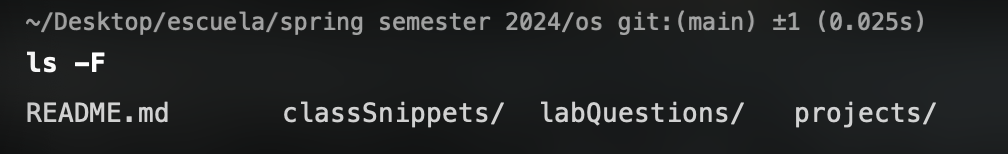 ~/Desktop/escuela/spring semester 2024/os git:(main) ±1 (0.025s)
ls -F
README.md classSnippets/ labQuestions/ projects/